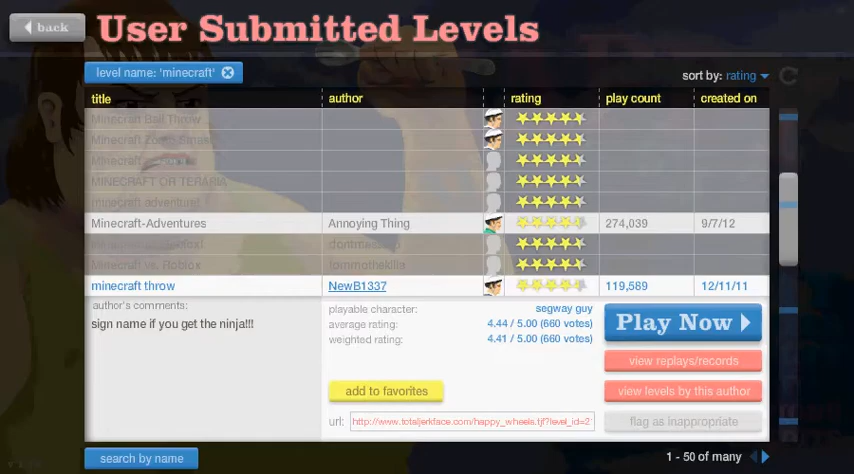 back
User Submitted Levels
level name: 'minecraft'
sort by: rating
title author rating play count created on
Minecraft Ball Throw
Minecraft
Minecraft
MINECRAFT OR TERARIA
minecraft adventure!
Minecraft-Adventures Annoying Thing 274,039 9/7/12
Minecraft vs. Roblox
minecraft throw NewB1337 119,589 12/11/11
author's comments:
sign name if you get the ninja!!!
playable character: segway guy
average rating: 4.44 / 5.00 (660 votes)
weighted rating: 4.41 / 5.00 (660 votes)
Play Now
view replays/records
add to favorites
view levels by this author
url: http://www.totaljerkface.com/happy_wheels.tjf?level_id=2
flag as inappropriate
search by name
1 - 50 of many